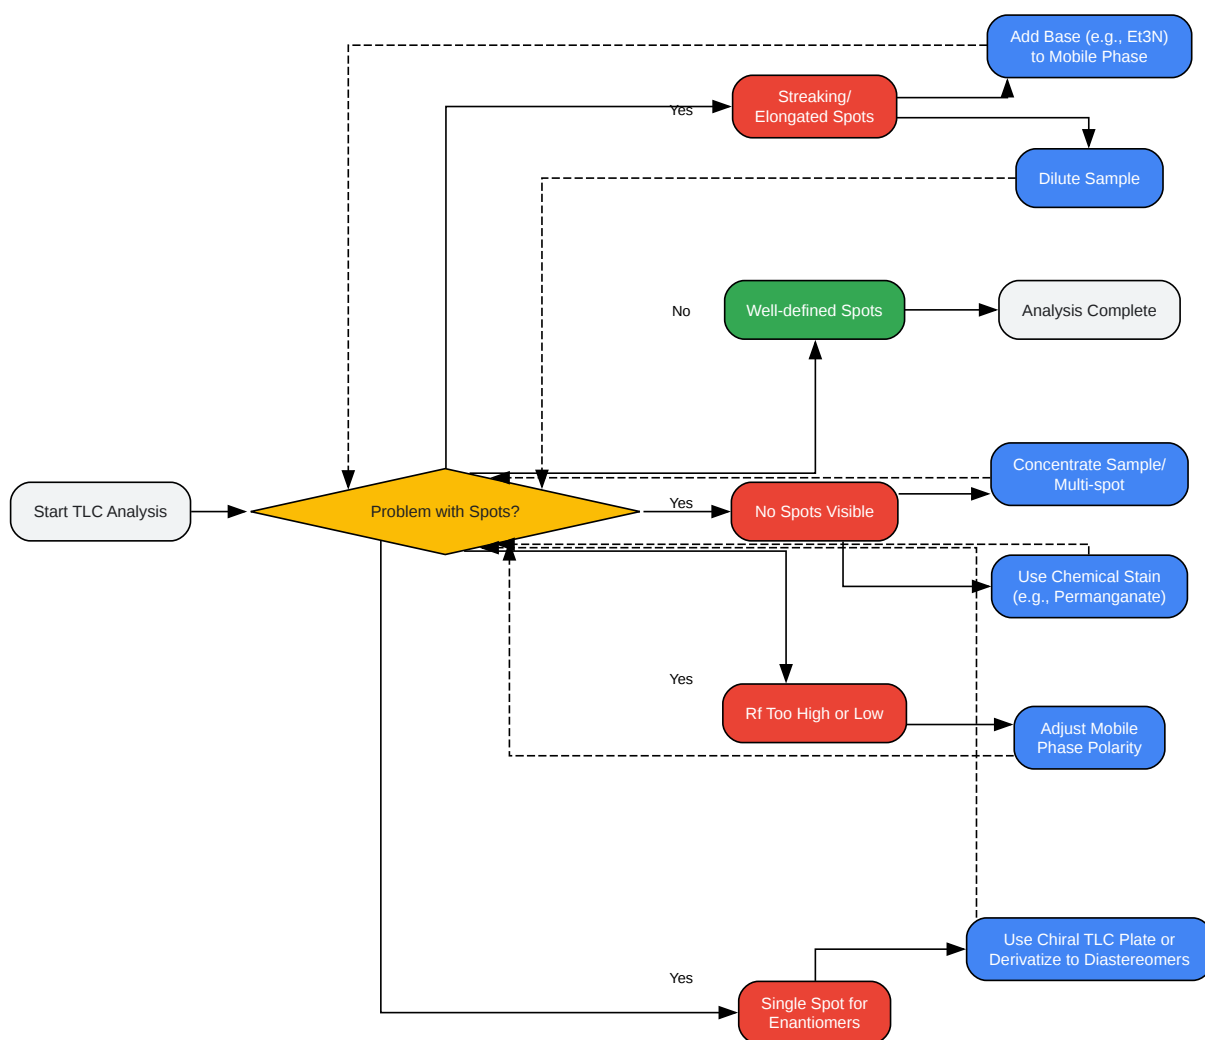 Add Base (e.g., Et3N)
to Mobile Phase
Yes
Streaking/
Elongated Spots
Dilute Sample
No
Well-defined Spots
Analysis Complete
Concentrate Sample/
Multi-spot
Start TLC Analysis
Problem with Spots?
Yes
No Spots Visible
Use Chemical Stain
(e.g., Permanganate)
Yes
Rf Too High or Low
Adjust Mobile
Phase Polarity
Use Chiral TLC Plate or
Derivatize to Diastereomers
Yes
Single Spot for
Enantiomers